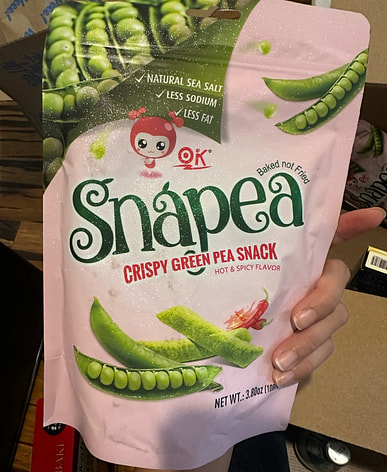 ✓ NATURAL SEA SALT
✓ LESS SODIUM
✓ LESS FAT
OK
Baked not Fried
Snapea
CRISPY GREEN PEA SNACK
HOT & SPICY FLAVOR
NET WT.: 3.80oz